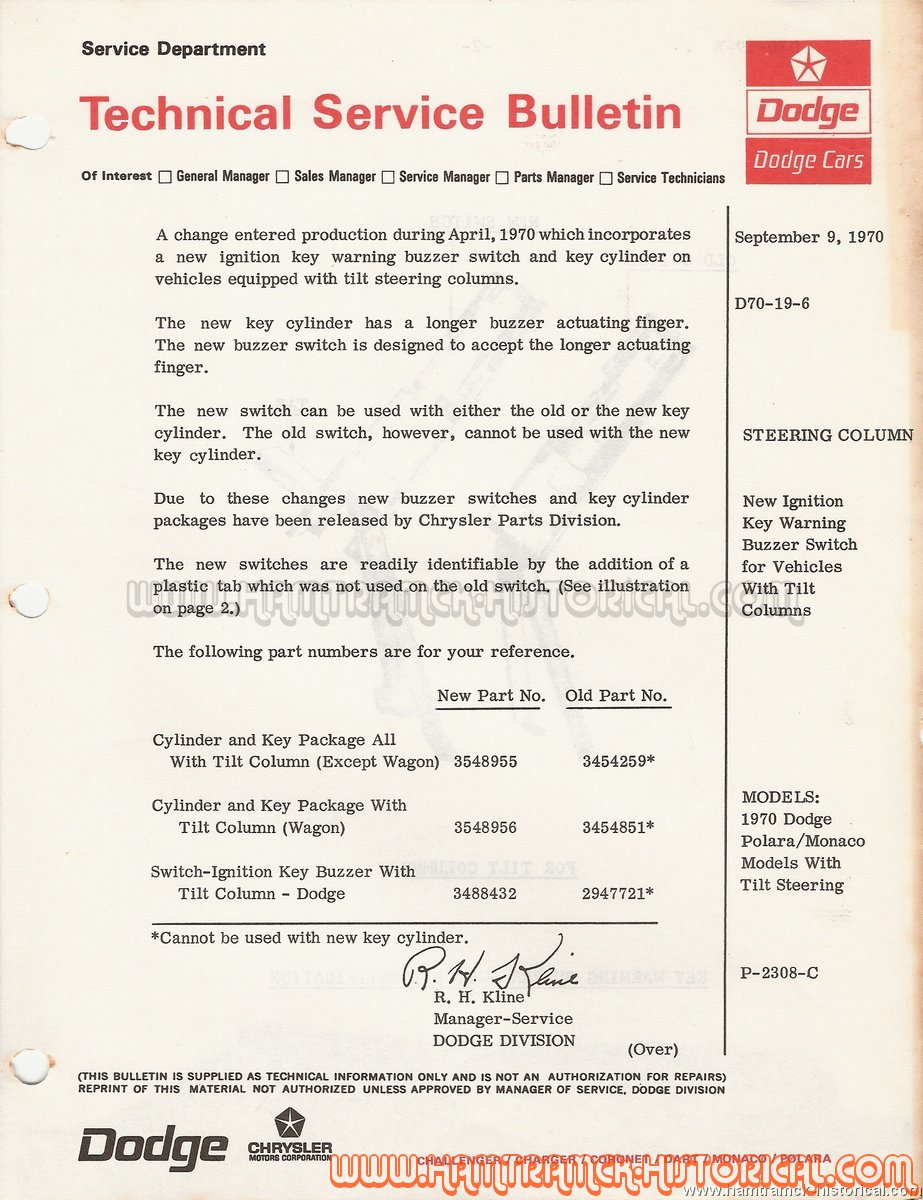 Service Department
Technical Service Bulletin
Dodge
Dodge Cars
Of Interest □ General Manager □ Sales Manager □ Service Manager □ Parts Manager □ Service Technicians
A change entered production during April, 1970 which incorporates
a new ignition key warning buzzer switch and key cylinder on
vehicles equipped with tilt steering columns.
The new key cylinder has a longer buzzer actuating finger.
The new buzzer switch is designed to accept the longer actuating
finger.
The new switch can be used with either the old or the new key
cylinder. The old switch, however, cannot be used with the new
key cylinder.
Due to these changes new buzzer switches and key cylinder
packages have been released by Chrysler Parts Division.
The new switches are readily identifiable by the addition of a
plastic tab which was not used on the old switch. (See illustration
on page 2.)
www.Hamtramck-Historical.com
The following part numbers are for your reference.
New Part No. Old Part No.
Cylinder and Key Package All
With Tilt Column (Except Wagon) 3548955 3454259*
Cylinder and Key Package With
Tilt Column (Wagon) 3548956 3454851*
Switch-Ignition Key Buzzer With
Tilt Column - Dodge 3488432 2947721*
*Cannot be used with new key cylinder.
R. H. Kline
R. H. Kline
Manager-Service
DODGE DIVISION
(Over)
September 9, 1970
D70-19-6
STEERING COLUMN
New Ignition
Key Warning
Buzzer Switch
for Vehicles
With Tilt
Columns
MODELS:
1970 Dodge
Polara/Monaco
Models With
Tilt Steering
P-2308-C
(THIS BULLETIN IS SUPPLIED AS TECHNICAL INFORMATION ONLY AND IS NOT AN AUTHORIZATION FOR REPAIRS)
REPRINT OF THIS MATERIAL NOT AUTHORIZED UNLESS APPROVED BY MANAGER OF SERVICE, DODGE DIVISION
Dodge
CHRYSLER
MOTORS CORPORATION
CHALLENGER / CHARGER / CORONET / DART / MONACO / POLARA
www.Hamtramck-Historical.com
www.hamtramck-historical.com